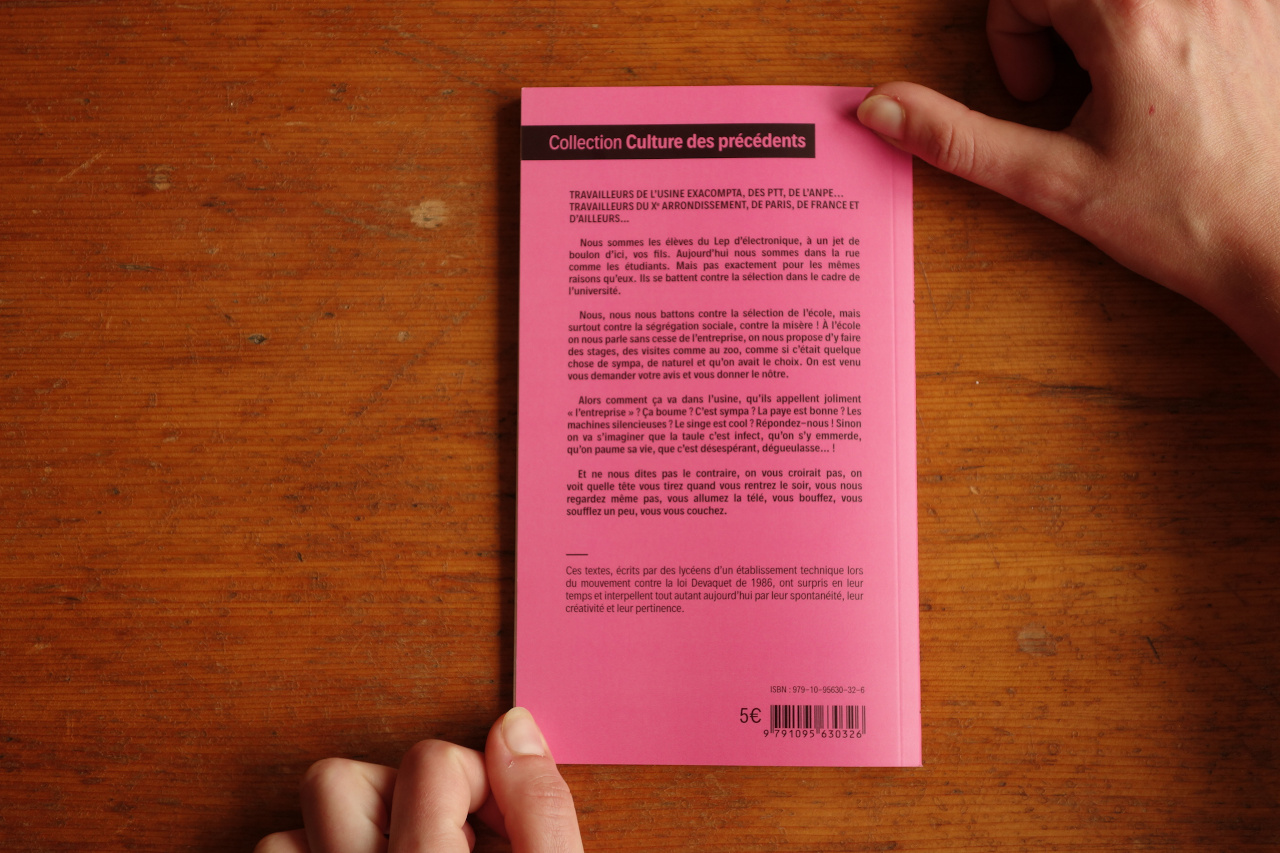 Collection Culture des précédents
TRAVAILLEURS DE L'USINE EXACOMPTA, DES PTT, DE L'ANPE...
TRAVAILLEURS DU Xe ARRONDISSEMENT, DE PARIS, DE FRANCE ET
D'AILLEURS...
Nous sommes les élèves du Lep d'électronique, à un jet de
boulon d'ici, vos fils. Aujourd'hui nous sommes dans la rue
comme les étudiants. Mais pas exactement pour les mêmes
raisons qu'eux. Ils se battent contre la sélection dans le cadre de
l'université.
Nous, nous nous battons contre la sélection de l'école, mais
surtout contre la ségrégation sociale, contre la misère ! À l'école
on nous parle sans cesse de l'entreprise, on nous propose d'y faire
des stages, des visites comme au zoo, comme si c'était quelque
chose de sympa, de naturel et qu'on avait le choix. On est venu
vous demander votre avis et vous donner le nôtre.
Alors comment ça va dans l'usine, qu'ils appellent joliment
« l'entreprise » ? Ça boume ? C'est sympa ? La paye est bonne ? Les
machines silencieuses ? Le singe est cool ? Répondez-nous ! Sinon
on va s'imaginer que la taule c'est infect, qu'on s'y emmerde,
qu'on paume sa vie, que c'est désespérant, dégueulasse... !
Et ne nous dites pas le contraire, on vous croirait pas, on
voit quelle tête vous tirez quand vous rentrez le soir, vous nous
regardez même pas, vous allumez la télé, vous bouffez, vous
soufflez un peu, vous vous couchez.
Ces textes, écrits par des lycéens d'un établissement technique lors
du mouvement contre la loi Devaquet de 1986, ont surpris en leur
temps et interpellent tout autant aujourd'hui par leur spontanéité, leur
créativité et leur pertinence.
ISBN : 979-10-95630-32-6
5€
9 791095 630326